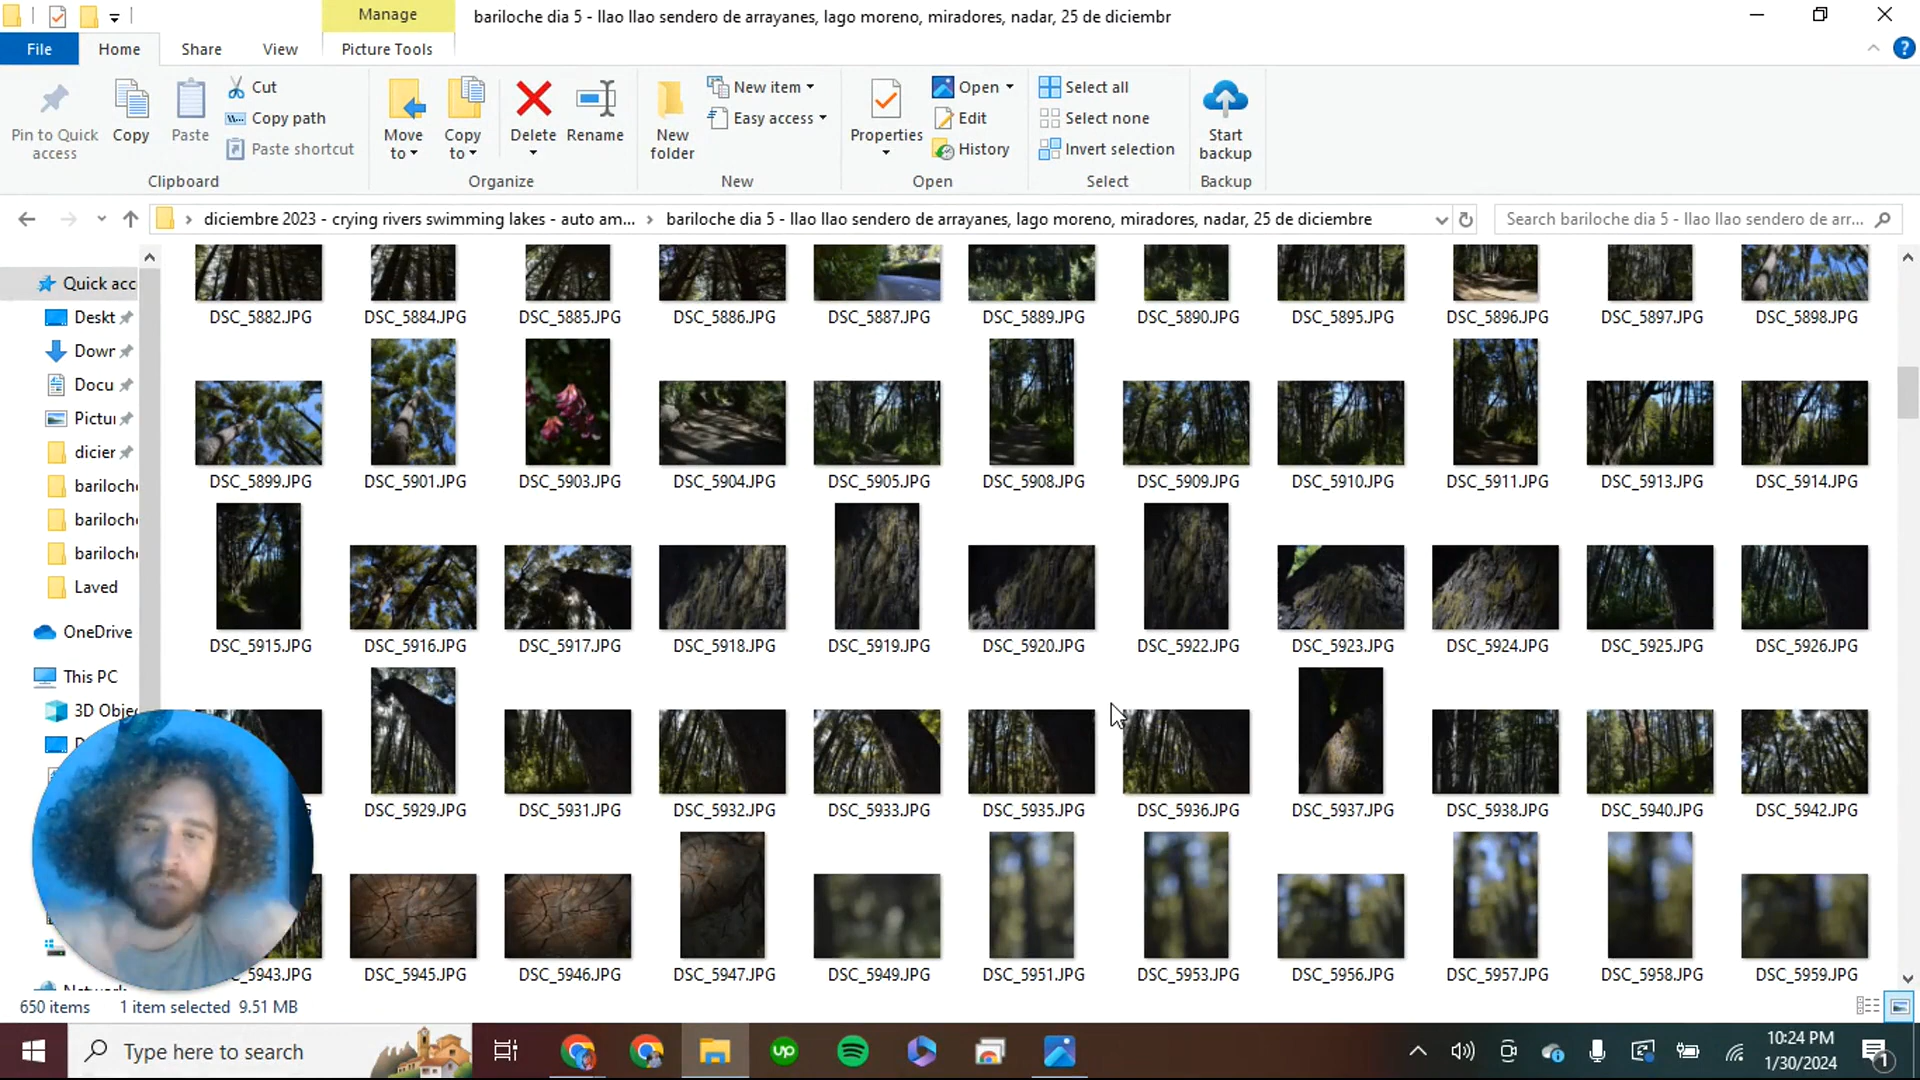 Manage
bariloche dia 5 - llao llao sendero de arrayanes, lago moreno, miradores, nadar, 25 de diciembr
File
Home
Share
View
Picture Tools
Pin to Quick access
Copy
Paste
Cut
Copy path
Paste shortcut
Clipboard
Move to
Copy to
Delete
Rename
Organize
New folder
New item
Easy access
New
Properties
Open
Edit
History
Open
Select all
Select none
Invert selection
Select
Start backup
Backup
diciembre 2023 - crying rivers swimming lakes - auto am...
bariloche dia 5 - llao llao sendero de arrayanes, lago moreno, miradores, nadar, 25 de diciembre
Search bariloche dia 5 - llao llao sendero de arr...
Quick acc
Deskt
Dowr
Docu
Pictu
dicier
bariloch
bariloch
bariloch
Laved
OneDrive
This PC
3D Obje
DSC_5882.JPG DSC_5884.JPG DSC_5885.JPG DSC_5886.JPG DSC_5887.JPG DSC_5889.JPG DSC_5890.JPG DSC_5895.JPG DSC_5896.JPG DSC_5897.JPG DSC_5898.JPG
DSC_5899.JPG DSC_5901.JPG DSC_5903.JPG DSC_5904.JPG DSC_5905.JPG DSC_5908.JPG DSC_5909.JPG DSC_5910.JPG DSC_5911.JPG DSC_5913.JPG DSC_5914.JPG
DSC_5915.JPG DSC_5916.JPG DSC_5917.JPG DSC_5918.JPG DSC_5919.JPG DSC_5920.JPG DSC_5922.JPG DSC_5923.JPG DSC_5924.JPG DSC_5925.JPG DSC_5926.JPG
DSC_5929.JPG DSC_5931.JPG DSC_5932.JPG DSC_5933.JPG DSC_5935.JPG DSC_5936.JPG DSC_5937.JPG DSC_5938.JPG DSC_5940.JPG DSC_5942.JPG
C_5943.JPG DSC_5945.JPG DSC_5946.JPG DSC_5947.JPG DSC_5949.JPG DSC_5951.JPG DSC_5953.JPG DSC_5956.JPG DSC_5957.JPG DSC_5958.JPG DSC_5959.JPG
650 items 1 item selected 9.51 MB
Type here to search
up
10:24 PM
1/30/2024
1